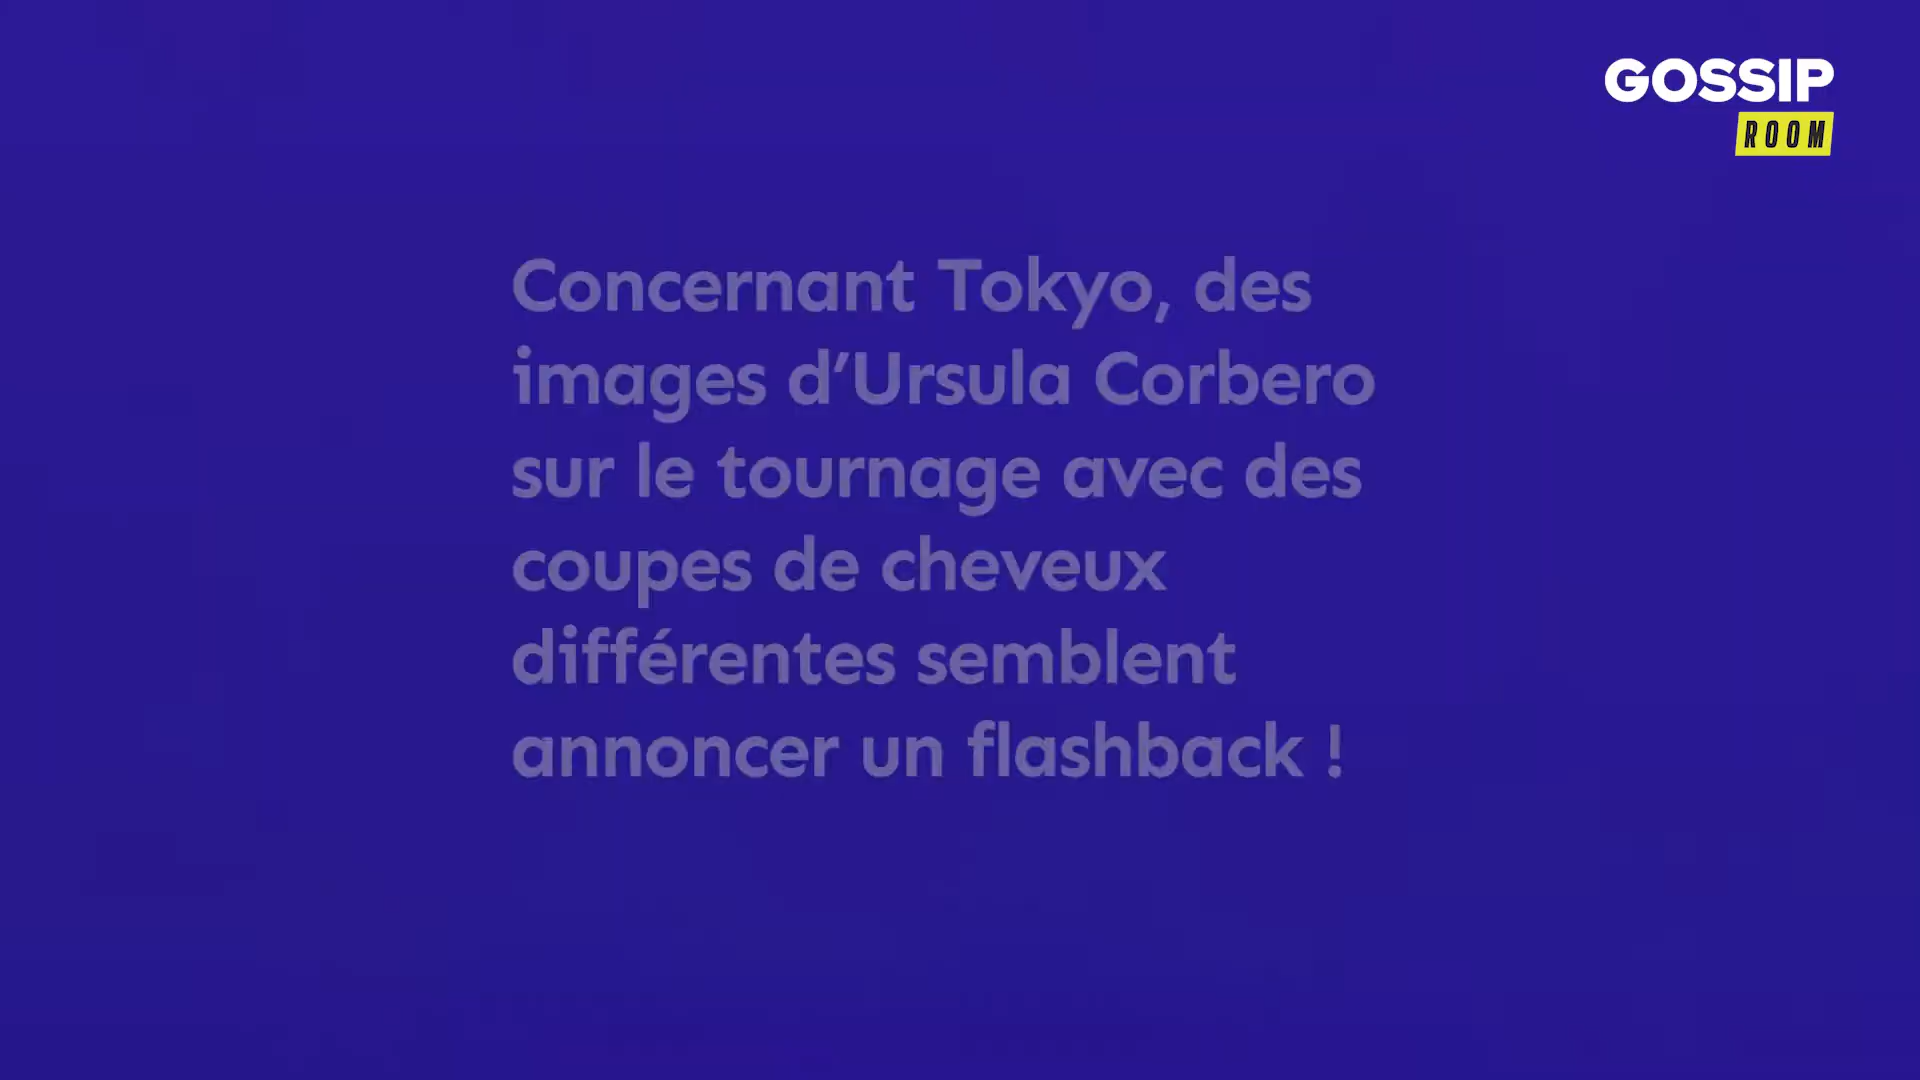 GOSSIP
ROOM
Concernant Tokyo, des
images d’Ursula Corbero
sur le tournage avec des
coupes de cheveux
différentes semblent
annoncer un flashback !